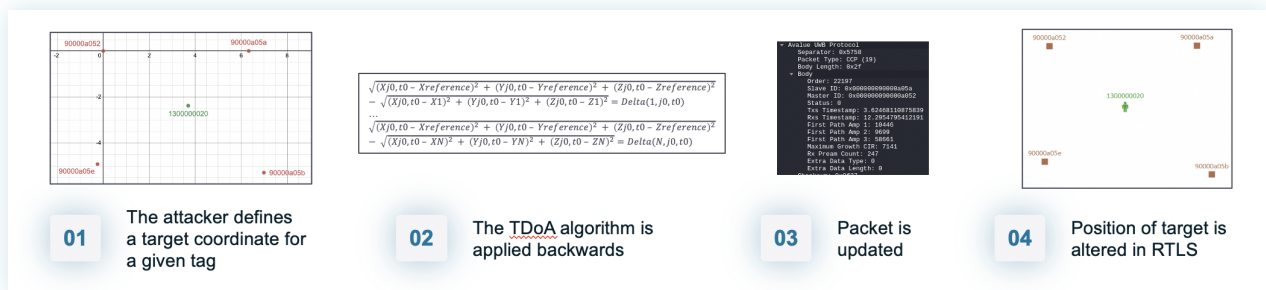 90000a052
90000a05a
-2
0
2
4
6
8
-2
1300000020
-4
90000a05e
90000a05b
√(Xj0,t0 − Xreference)² + (Yj0,t0 − Yreference)² + (Zj0,t0 − Zreference)²
− √(Xj0,t0 − X1)² + (Yj0,t0 − Y1)² + (Zj0,t0 − Z1)² = Delta(1,j0,t0)
...
√(Xj0,t0 − Xreference)² + (Yj0,t0 − Yreference)² + (Zj0,t0 − Zreference)²
− √(Xj0,t0 − XN)² + (Yj0,t0 − YN)² + (Zj0,t0 − ZN)² = Delta(N,j0,t0)
Avalue UWB Protocol
Separator: 0x5758
Packet Type: CCP (19)
Body Length: 0x2f
Body
Order: 22197
Slave ID: 0x000000090000a05a
Master ID: 0x000000090000a052
Status: 0
Txs Timestamp: 3.62468110875839
Rxs Timestamp: 12.2954795412191
First Path Amp 1: 10446
First Path Amp 2: 9699
First Path Amp 3: 58661
Maximum Growth CIR: 7141
Rx Pream Count: 247
Extra Data Type: 0
Extra Data Length: 0
90000a052
90000a05a
1300000020
90000a05e
90000a05b
01
The attacker defines
a target coordinate for
a given tag
02
The TDoA algorithm is
applied backwards
03
Packet is
updated
04
Position of target is
altered in RTLS